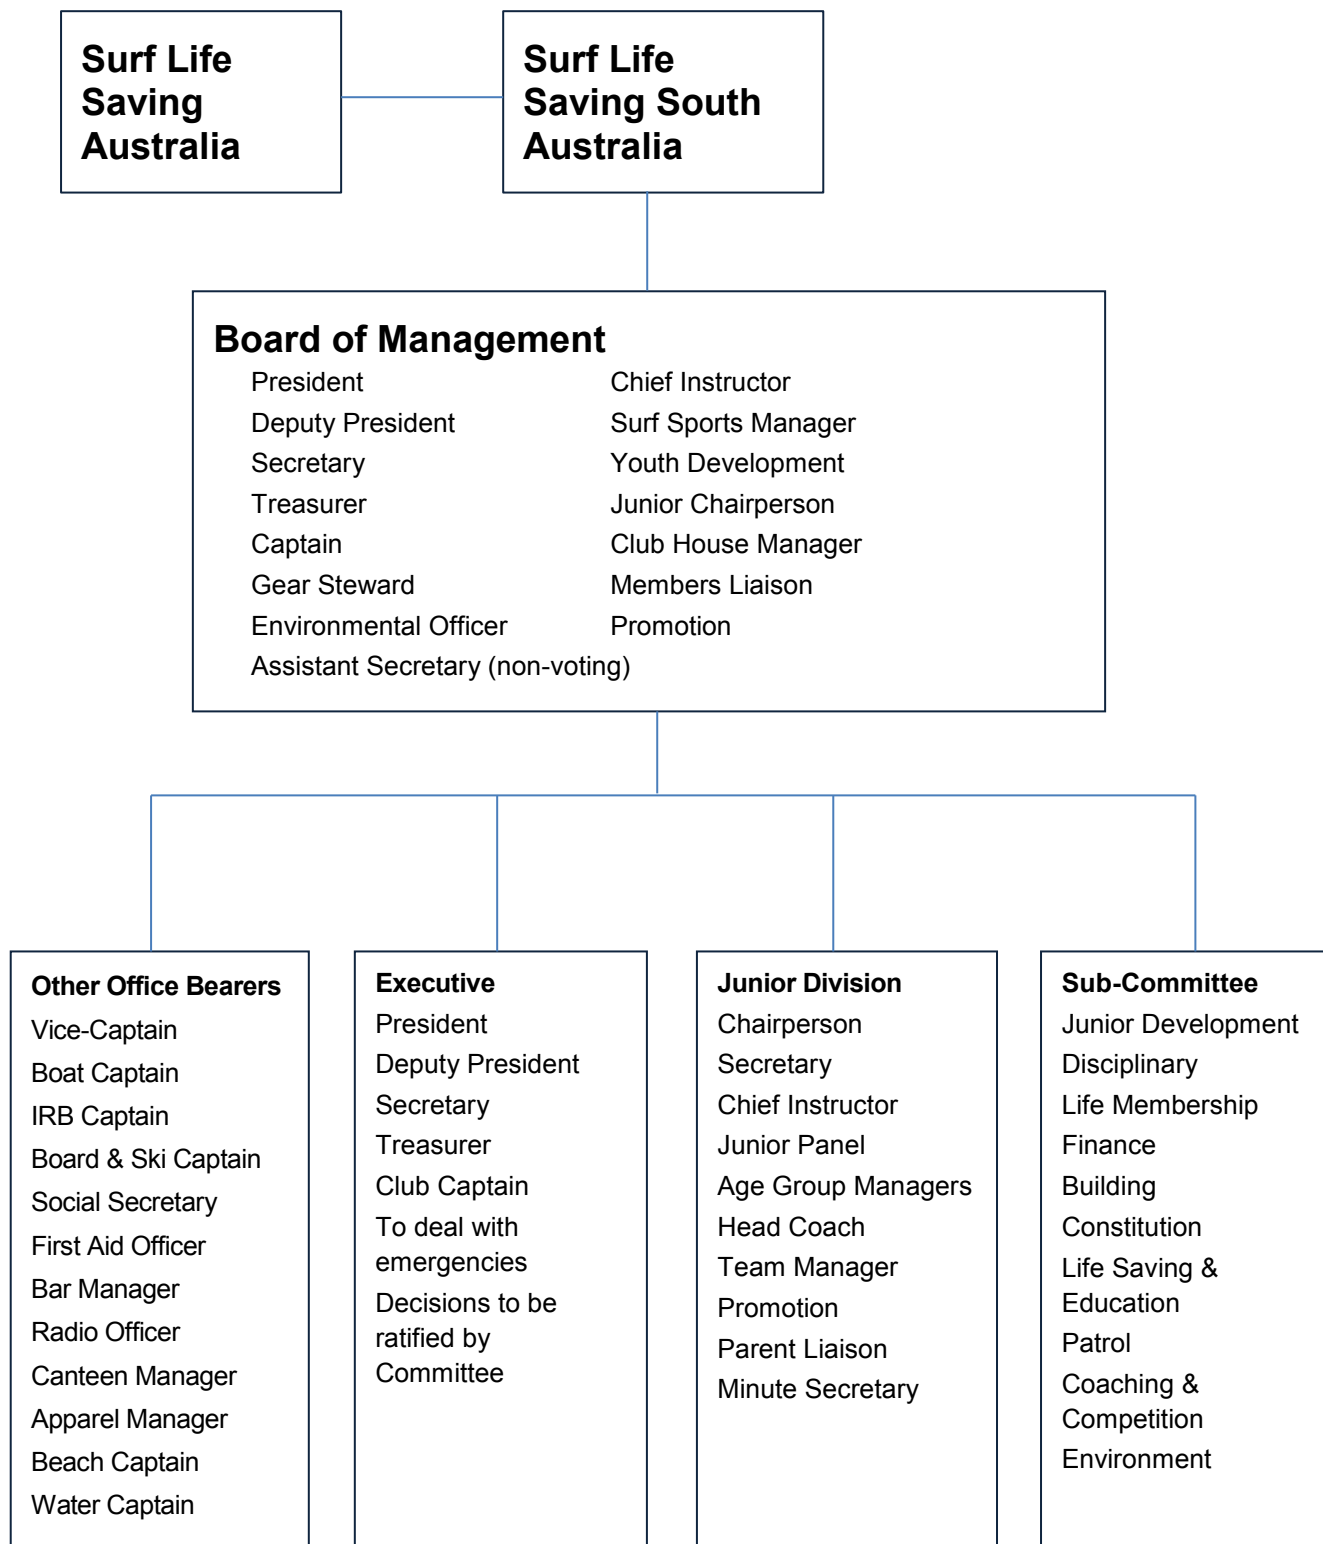 Surf Life
Saving
Australia
Surf Life
Saving South
Australia
Board of Management
President
Deputy President
Secretary
Treasurer
Captain
Gear Steward
Environmental Officer
Assistant Secretary (non-voting)
Chief Instructor
Surf Sports Manager
Youth Development
Junior Chairperson
Club House Manager
Members Liaison
Promotion
Other Office Bearers
Vice-Captain
Boat Captain
IRB Captain
Board & Ski Captain
Social Secretary
First Aid Officer
Bar Manager
Radio Officer
Canteen Manager
Apparel Manager
Beach Captain
Water Captain
Executive
President
Deputy President
Secretary
Treasurer
Club Captain
To deal with
emergencies
Decisions to be
ratified by
Committee
Junior Division
Chairperson
Secretary
Chief Instructor
Junior Panel
Age Group Managers
Head Coach
Team Manager
Promotion
Parent Liaison
Minute Secretary
Sub-Committee
Junior Development
Disciplinary
Life Membership
Finance
Building
Constitution
Life Saving &
Education
Patrol
Coaching &
Competition
Environment